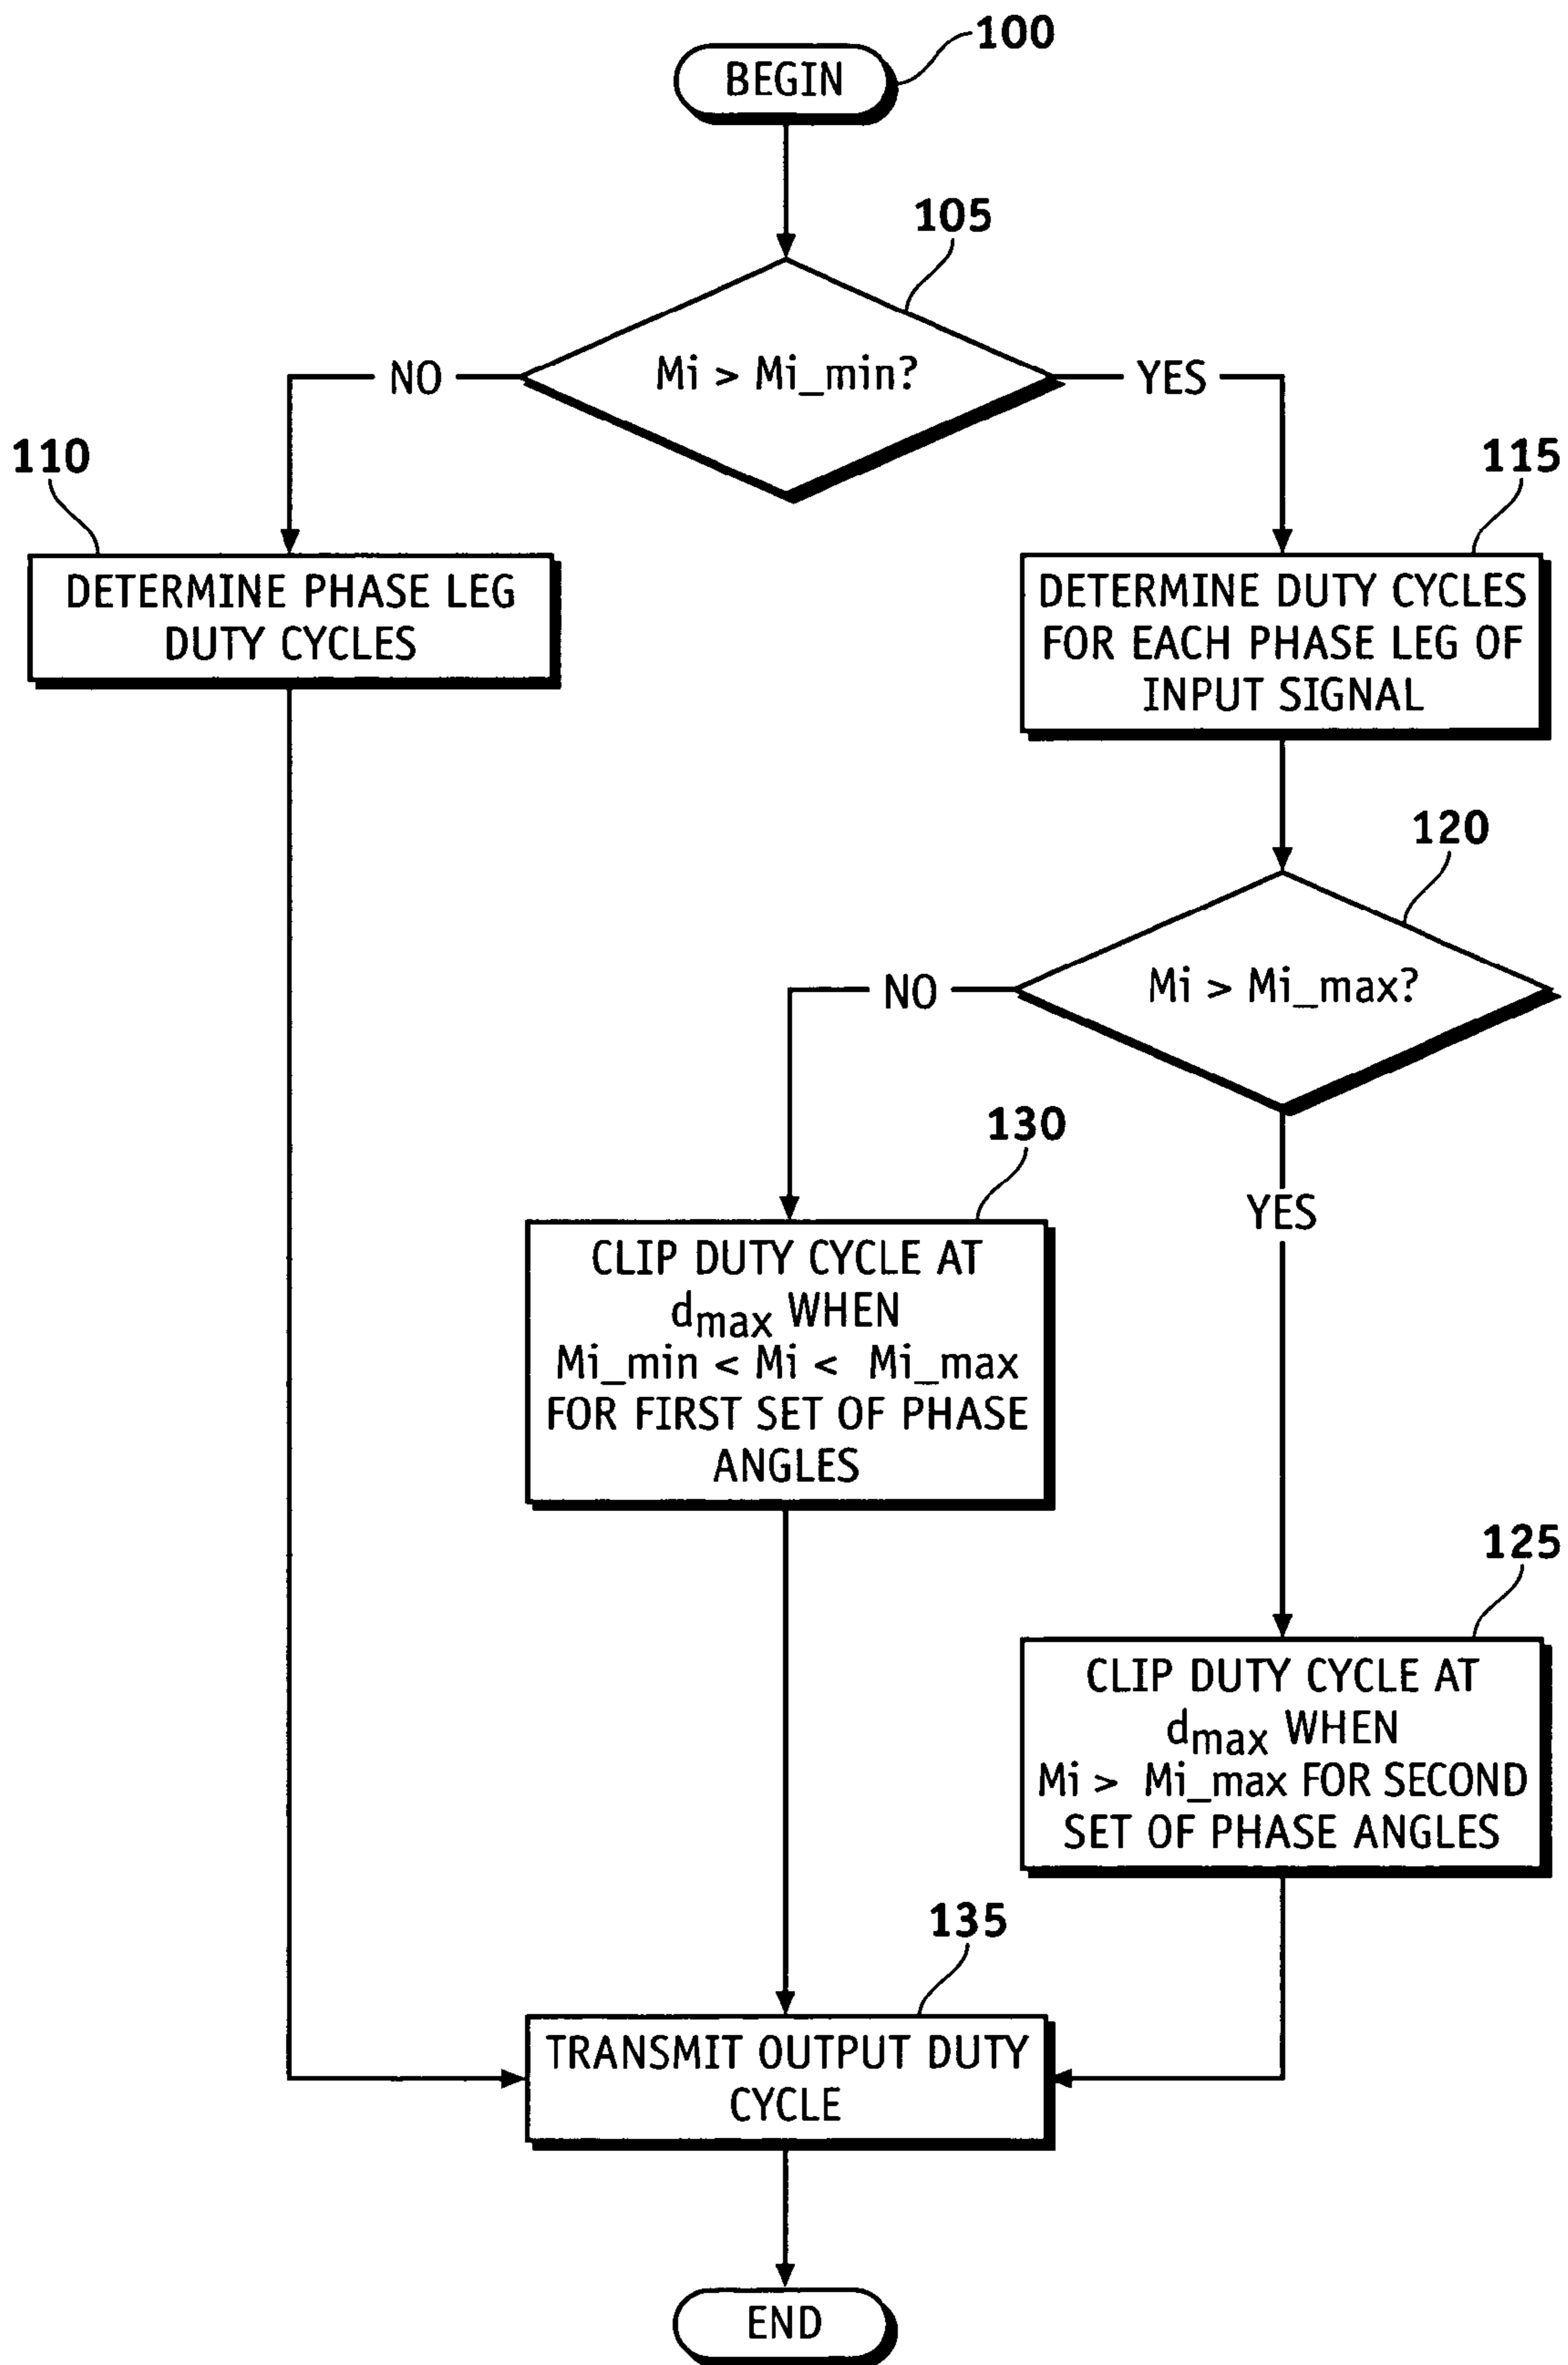 100
BEGIN
105
Mi > Mi_min?
NO
YES
110
DETERMINE PHASE LEG
DUTY CYCLES
115
DETERMINE DUTY CYCLES
FOR EACH PHASE LEG OF
INPUT SIGNAL
120
Mi > Mi_max?
NO
YES
130
CLIP DUTY CYCLE AT
dmax WHEN
Mi_min < Mi < Mi_max
FOR FIRST SET OF PHASE
ANGLES
125
CLIP DUTY CYCLE AT
dmax WHEN
Mi > Mi_max FOR SECOND
SET OF PHASE ANGLES
135
TRANSMIT OUTPUT DUTY
CYCLE
END